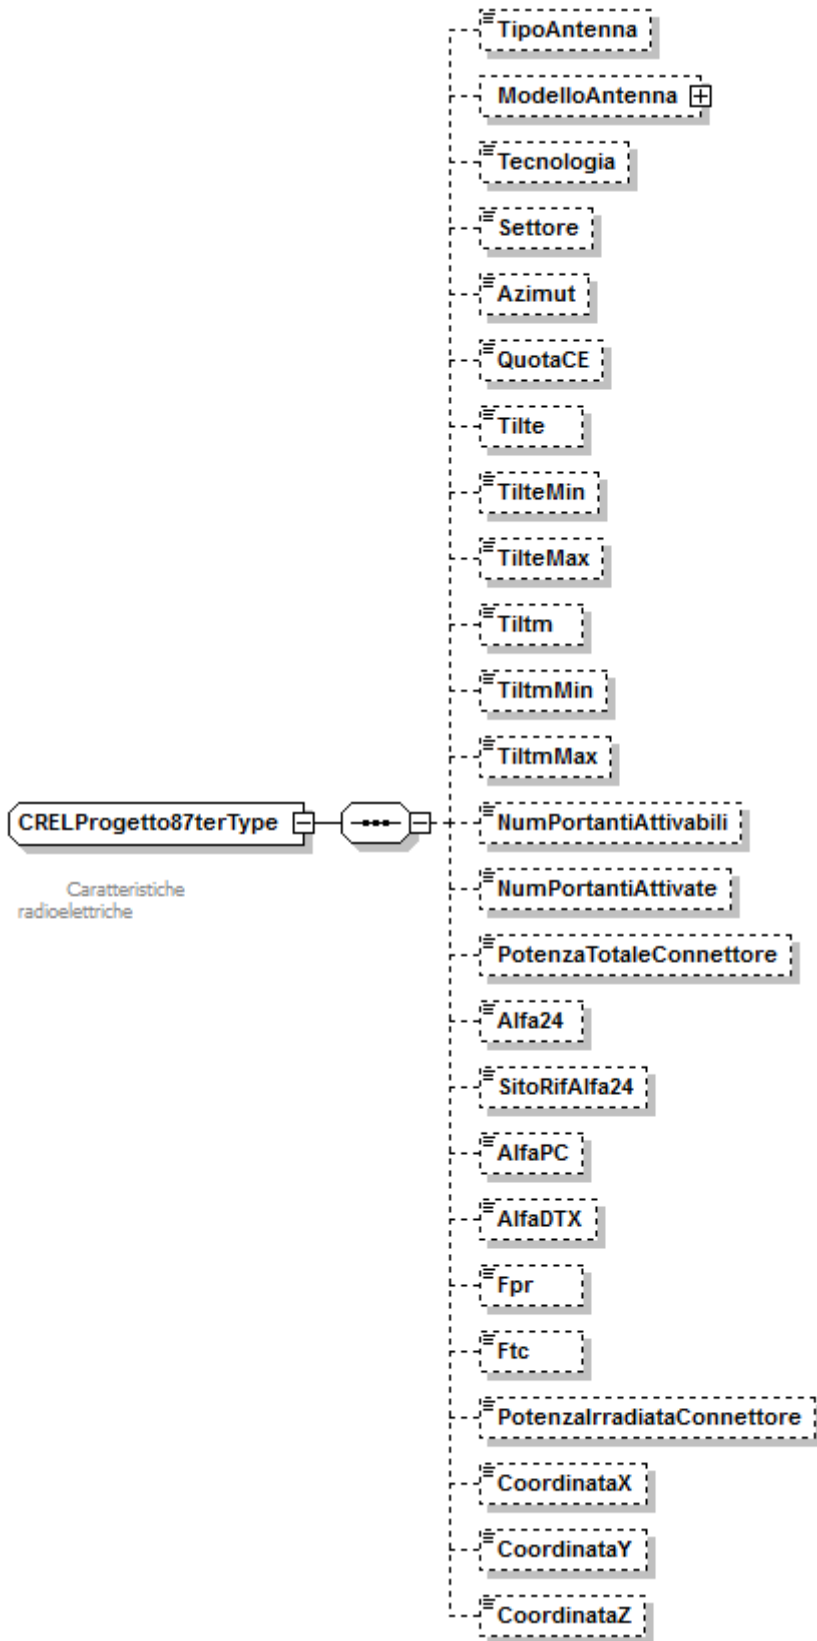 TipoAntenna
ModelloAntenna
Tecnologia
Settore
Azimut
QuotaCE
Tilte
TilteMin
TilteMax
Tiltm
TiltmMin
TiltmMax
CRELProgetto87terType
Caratteristiche
radioelettriche
NumPortantiAttivabili
NumPortantiAttivate
PotenzaTotaleConnettore
Alfa24
SitoRifAlfa24
AlfaPC
AlfaDTX
Fpr
Ftc
PotenzaIrradiataConnettore
CoordinataX
CoordinataY
CoordinataZ